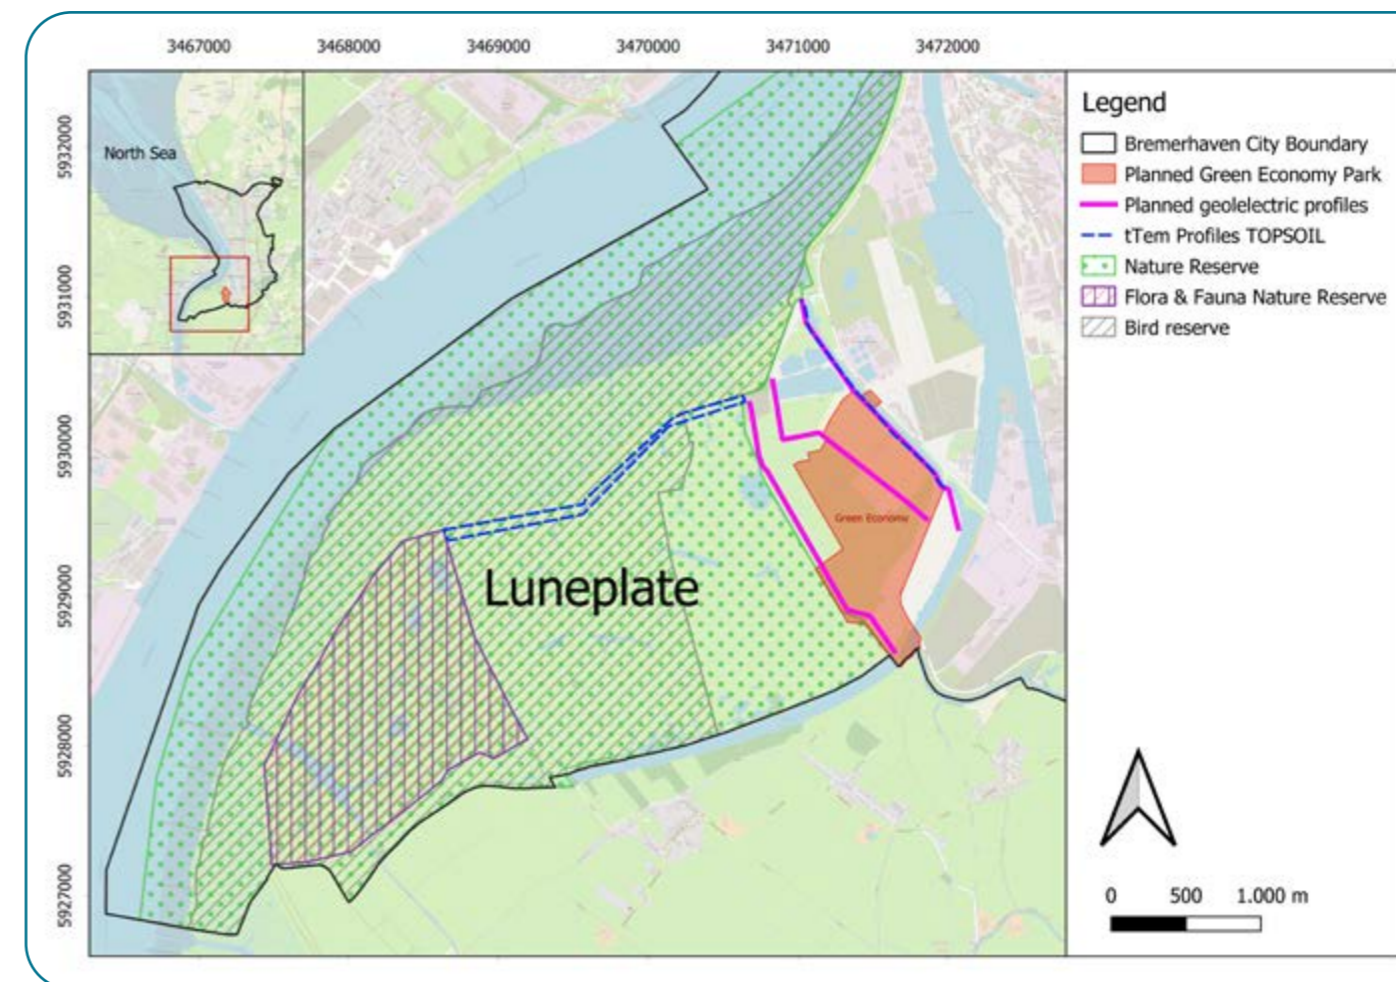 3467000 3468000 3469000 3470000 3471000 3472000
5932000
5931000
5930000
5929000
5928000
5927000
North Sea
Green Economy
Luneplate
Legend
Bremerhaven City Boundary
Planned Green Economy Park
Planned geolelectric profiles
tTem Profiles TOPSOIL
Nature Reserve
Flora & Fauna Nature Reserve
Bird reserve
0 500 1.000 m